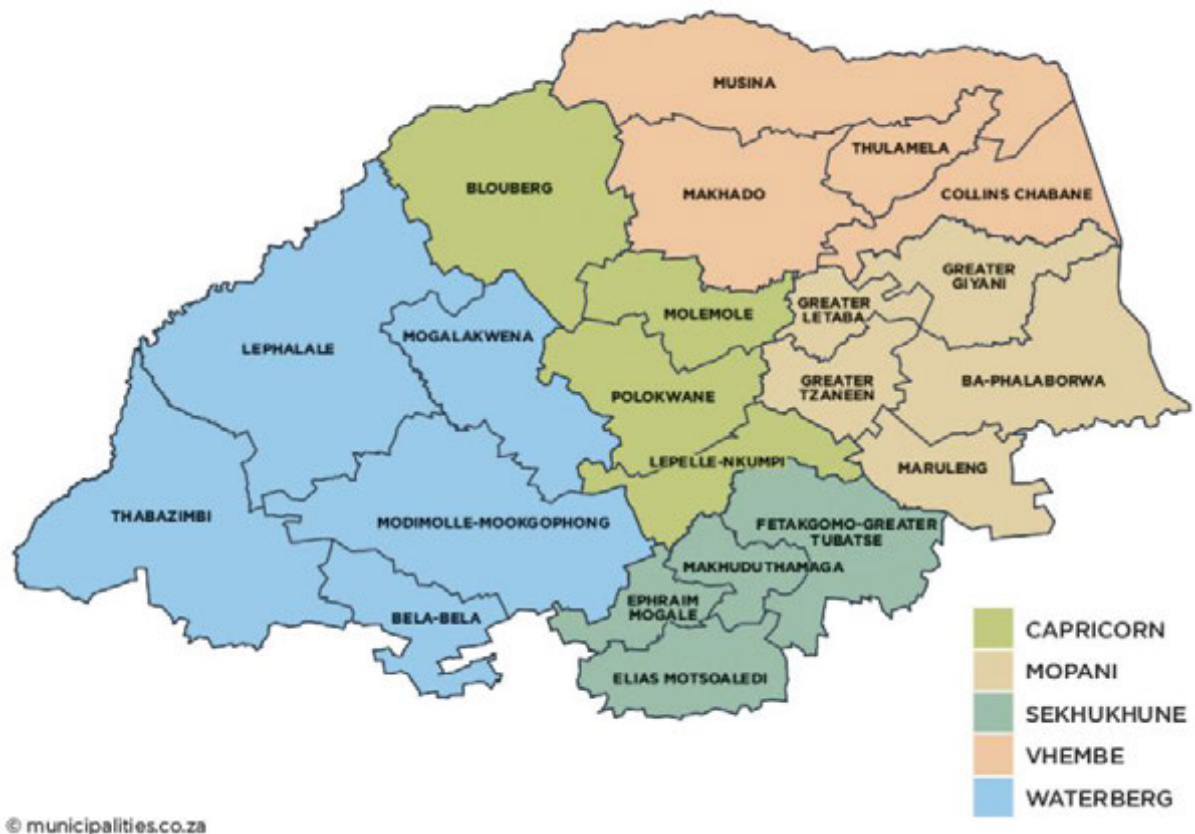 MUSINA
THULAMELA
BLOUBERG
MAKHADO
COLLINS CHABANE
GREATER
GIYANI
GREATER
LETABA
MOLEMOLE
MOGALAKWENA
LEPHALALE
GREATER
TZANEEN
BA-PHALABORWA
POLOKWANE
LEPELLE-NKUMPI
MARULENG
THABAZIMBI
MODIMOLLE-MOOKGOPHONG
FETAKGOMO-GREATER
TUBATSE
MAKHUDUTHAMAGA
EPHRAIM
MOGALE
BELA-BELA
ELIAS MOTSOALEDI
CAPRICORN
MOPANI
SEKHUKHUNE
VHEMBE
WATERBERG
© municipalities.co.za